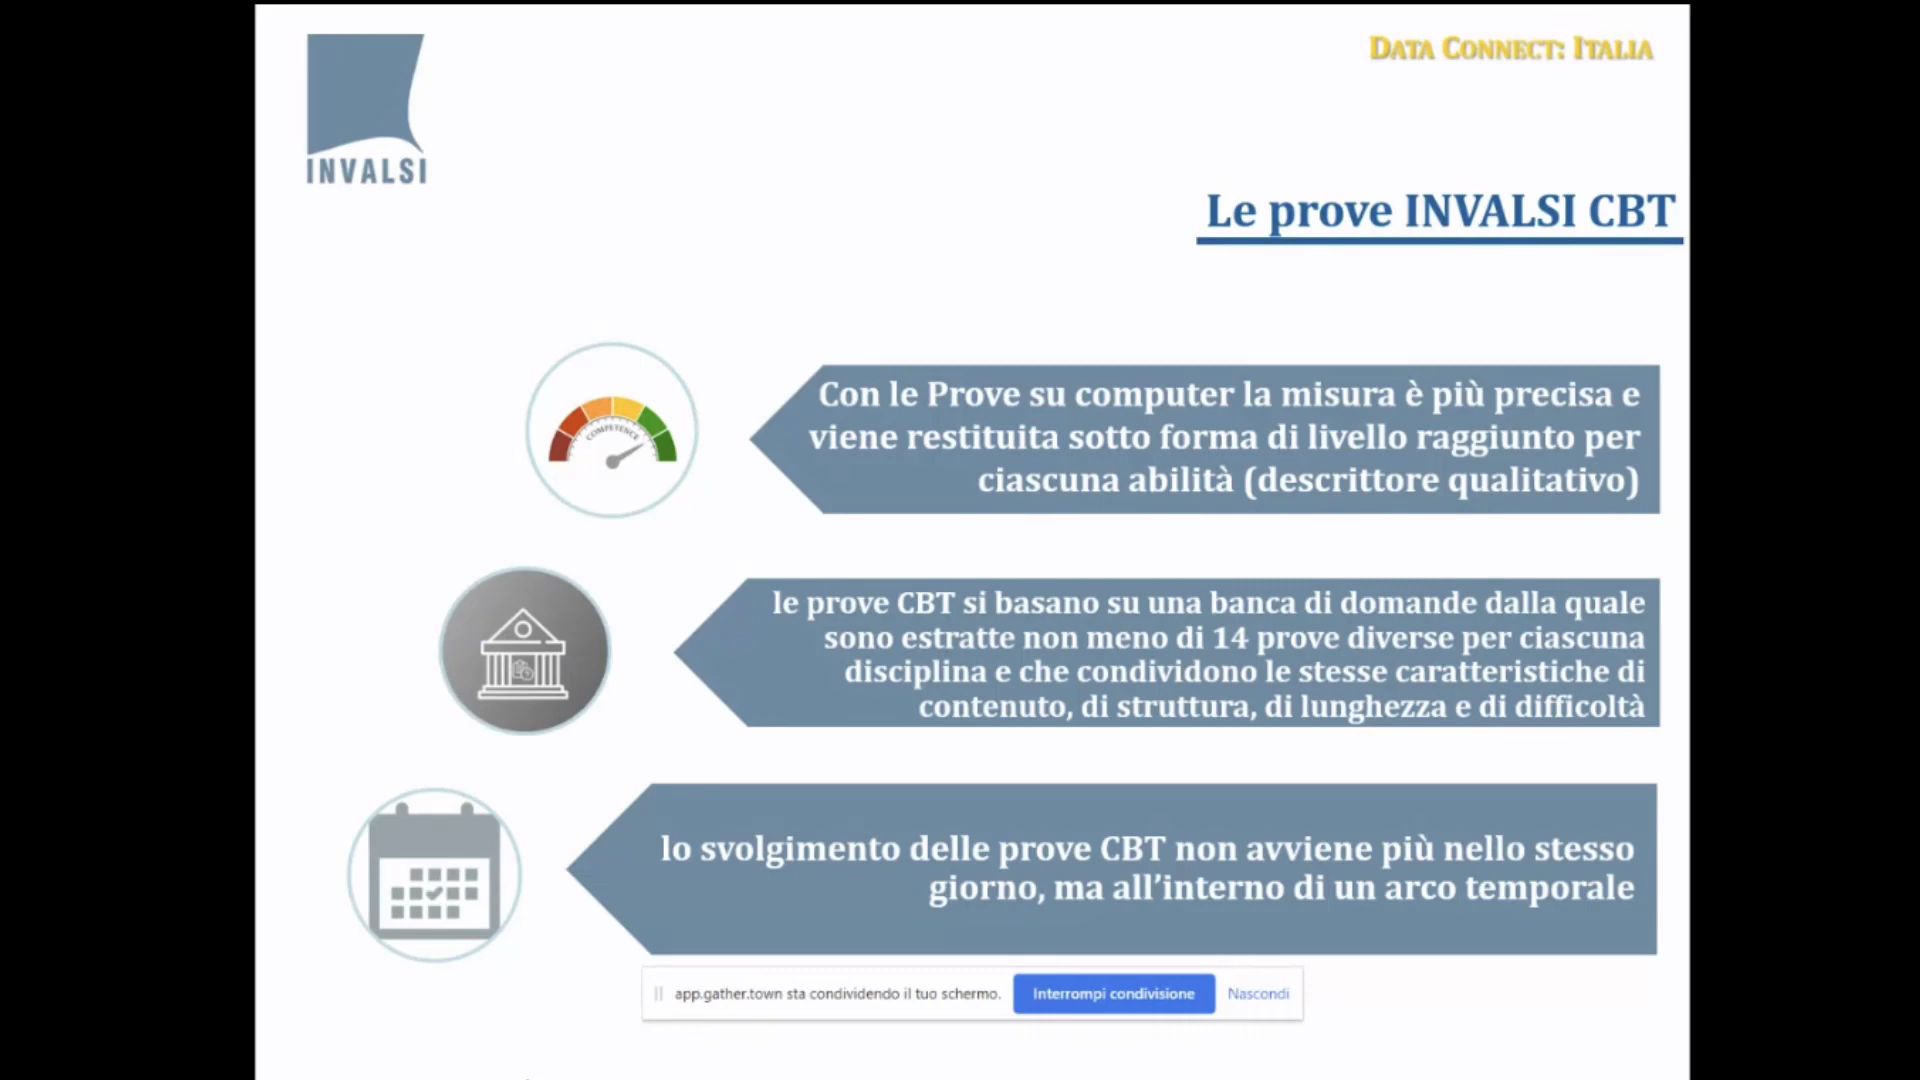 DATA CONNECT: ITALIA
INVALSI
Le prove INVALSI CBT
COMPETENCE
Con le Prove su computer la misura è più precisa e
viene restituita sotto forma di livello raggiunto per
ciascuna abilità (descrittore qualitativo)
le prove CBT si basano su una banca di domande dalla quale
sono estratte non meno di 14 prove diverse per ciascuna
disciplina e che condividono le stesse caratteristiche di
contenuto, di struttura, di lunghezza e di difficoltà
lo svolgimento delle prove CBT non avviene più nello stesso
giorno, ma all’interno di un arco temporale
app.gather.town sta condividendo il tuo schermo. Interrompi condivisione Nascondi